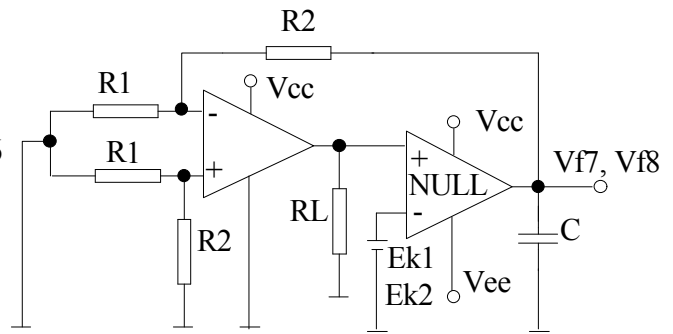 R2
R1
Vcc
-
Vcc
R1
+
+
NULL
-
Vf7, Vf8
RL
R2
C
Ek1
Ek2
Vee